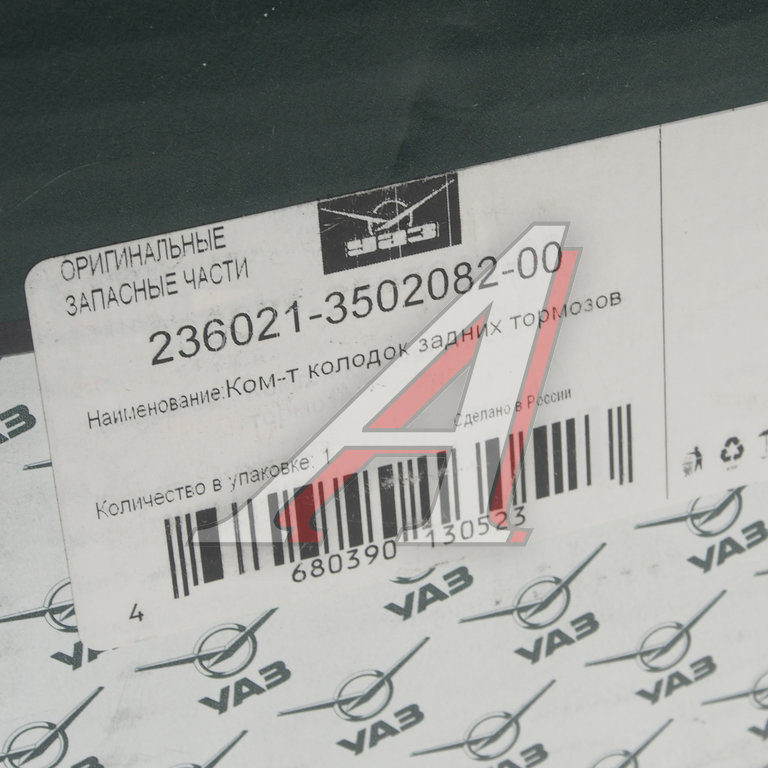 ОРИГИНАЛЬНЫЕ
ЗАПАСНЫЕ ЧАСТИ
УАЗ
236021-3502082-00
Наименование:Ком-т колодок задних тормозов
Сделано в России
Количество в упаковке: 1
4 680390 130523
УАЗ
УАЗ
УАЗ
УАЗ
УАЗ
УАЗ
УАЗ